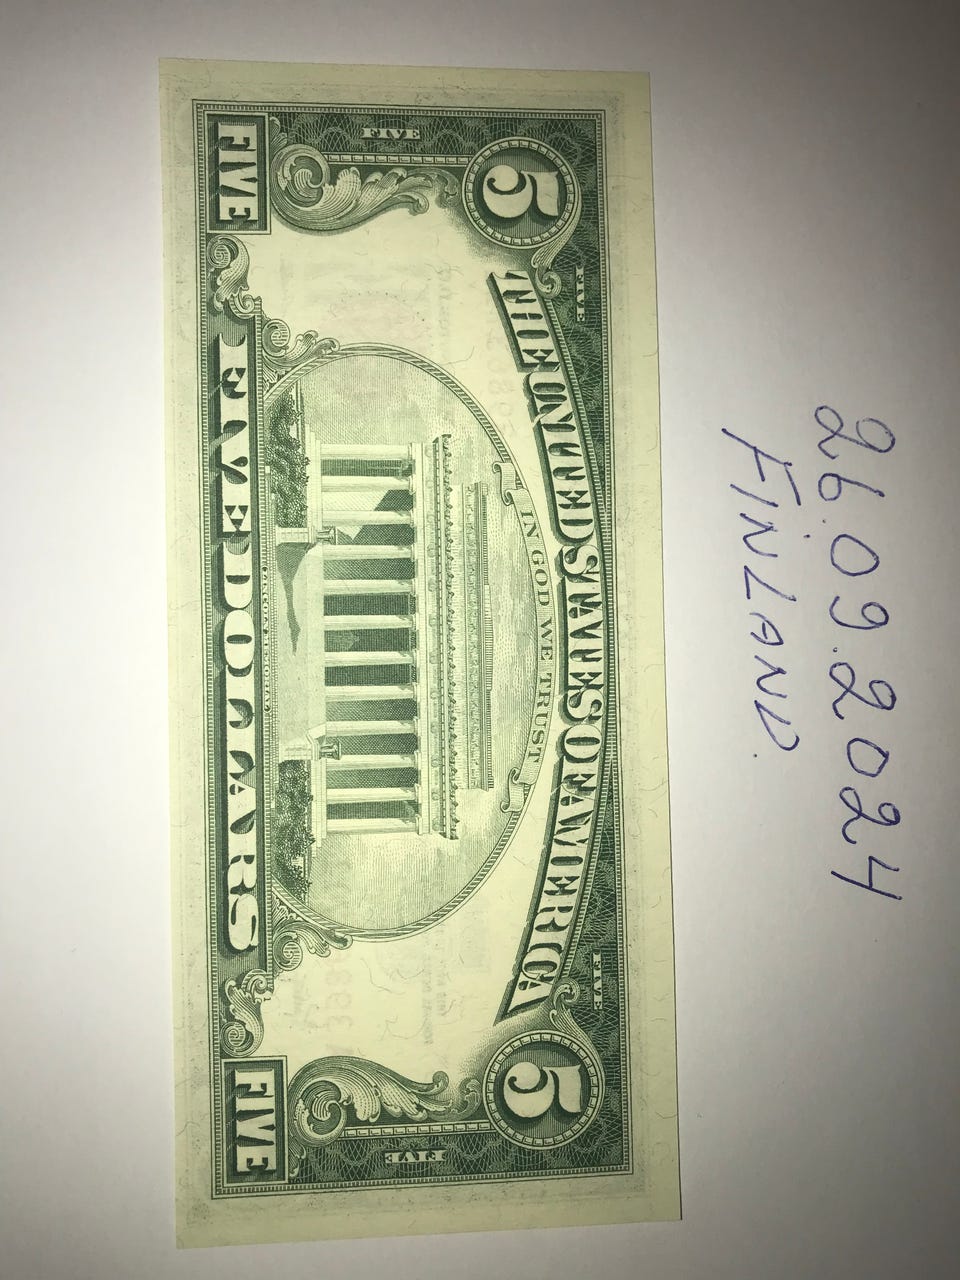 26.09.2024
FINLAND.
FIVE
5
FIVE
THE UNITED STATES OF AMERICA
FIVE
5
FIVE
IN GOD WE TRUST
FIVE
FIVE DOLLARS
FIVE